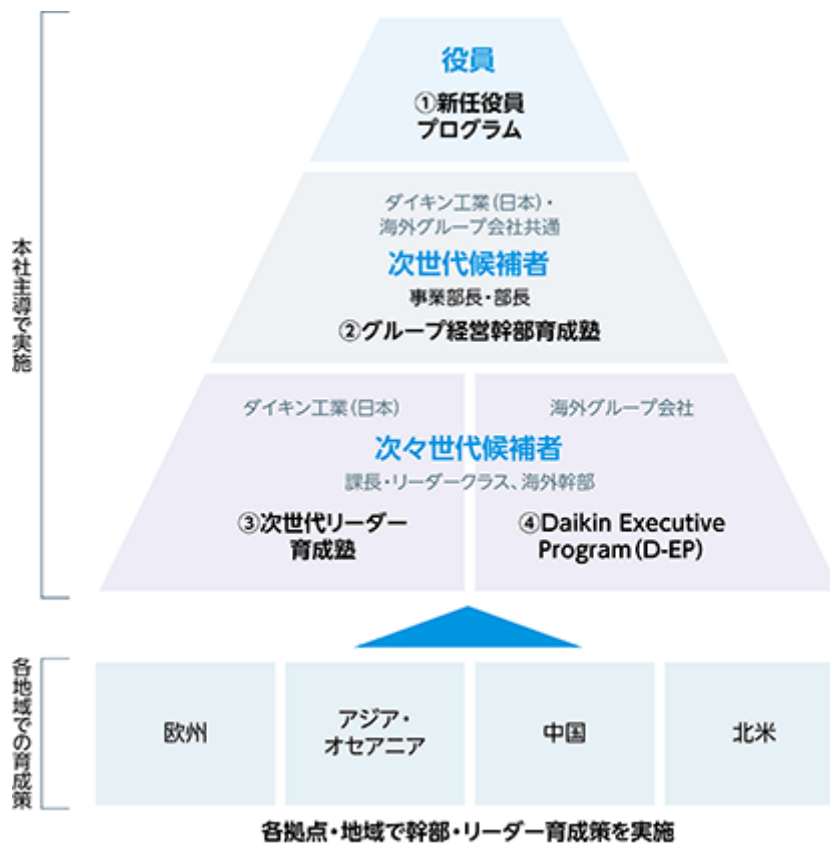 役員
①新任役員
プログラム
ダイキン工業(日本)・
海外グループ会社共通
次世代候補者
事業部長・部長
②グループ経営幹部育成塾
本社主導で実施
ダイキン工業(日本)
海外グループ会社
次々世代候補者
課長・リーダークラス、海外幹部
③次世代リーダー
育成塾
④Daikin Executive
Program(D-EP)
各地域での育成策
欧州
アジア・
オセアニア
中国
北米
各拠点・地域で幹部・リーダー育成策を実施